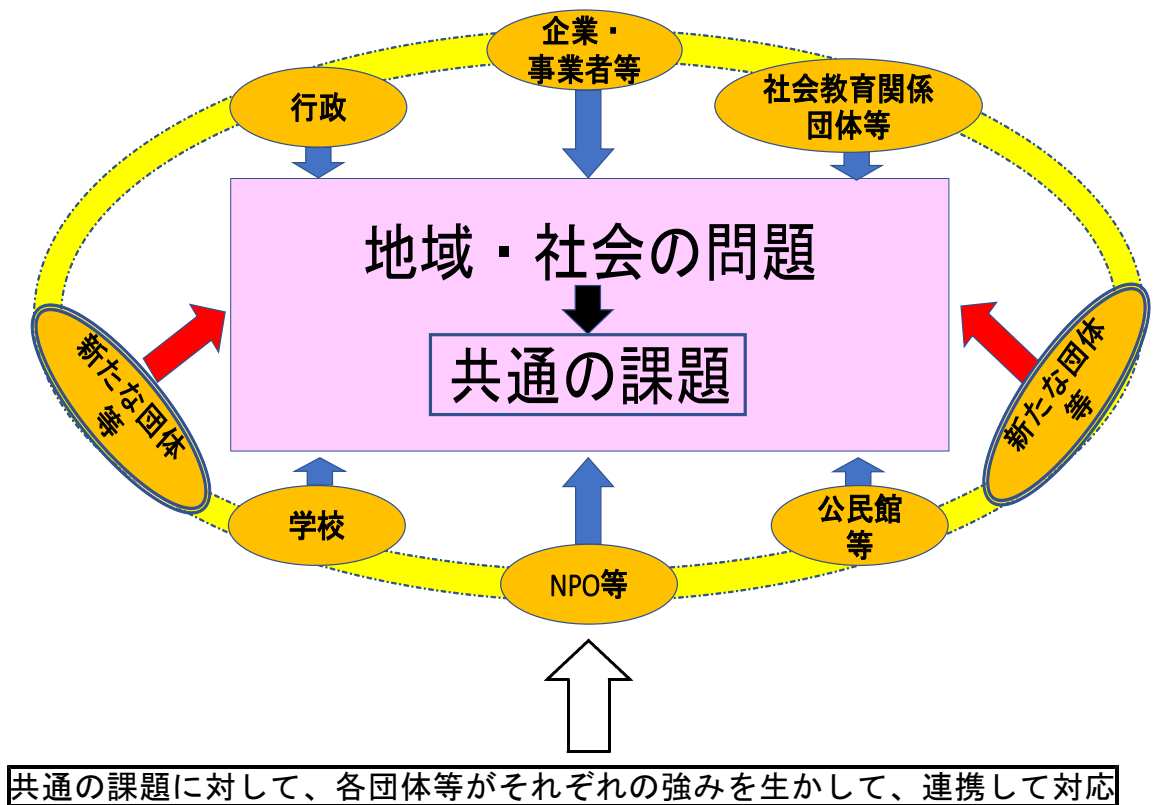 企業・
事業者等
行政
社会教育関係
団体等
地域・社会の問題
共通の課題
新たな団体
等
新たな団体
等
学校
公民館
等
NPO等
共通の課題に対して、各団体等がそれぞれの強みを生かして、連携して対応